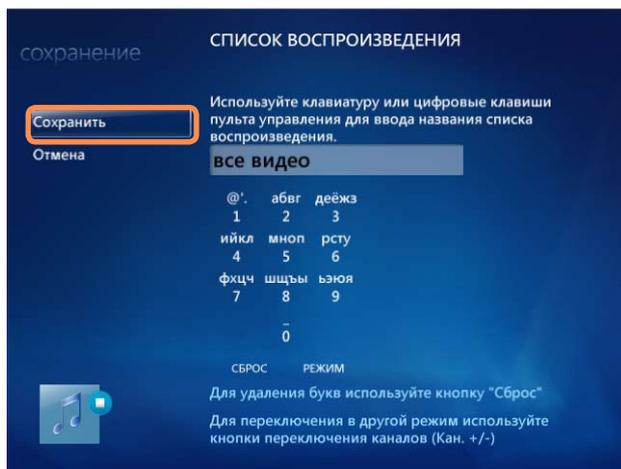 сохранение
СПИСОК ВОСПРОИЗВЕДЕНИЯ
Сохранить
Отмена
Используйте клавиатуру или цифровые клавиши
пульта управления для ввода названия списка
воспроизведения.
все видео
@'. абвг деёжз
1 2 3
ийкл мноп рсту
4 5 6
фхцч шщъы ьэюя
7 8 9
_
0
СБРОС РЕЖИМ
Для удаления букв используйте кнопку "Сброс"
Для переключения в другой режим используйте
кнопки переключения каналов (Кан. +/-)